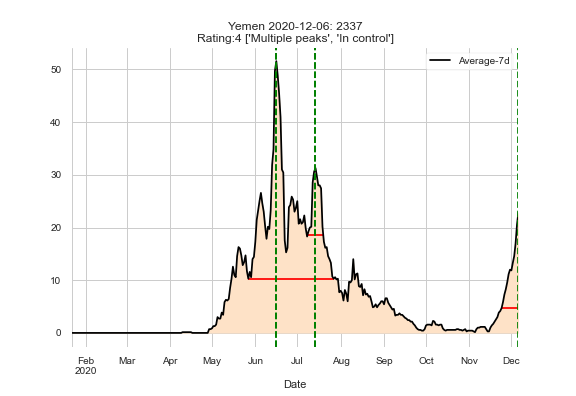 Yemen 2020-12-06: 2337
Rating:4 ['Multiple peaks', 'In control']
Average-7d
50
40
30
20
10
0
Feb Mar Apr May Jun Jul Aug Sep Oct Nov Dec
2020
Date